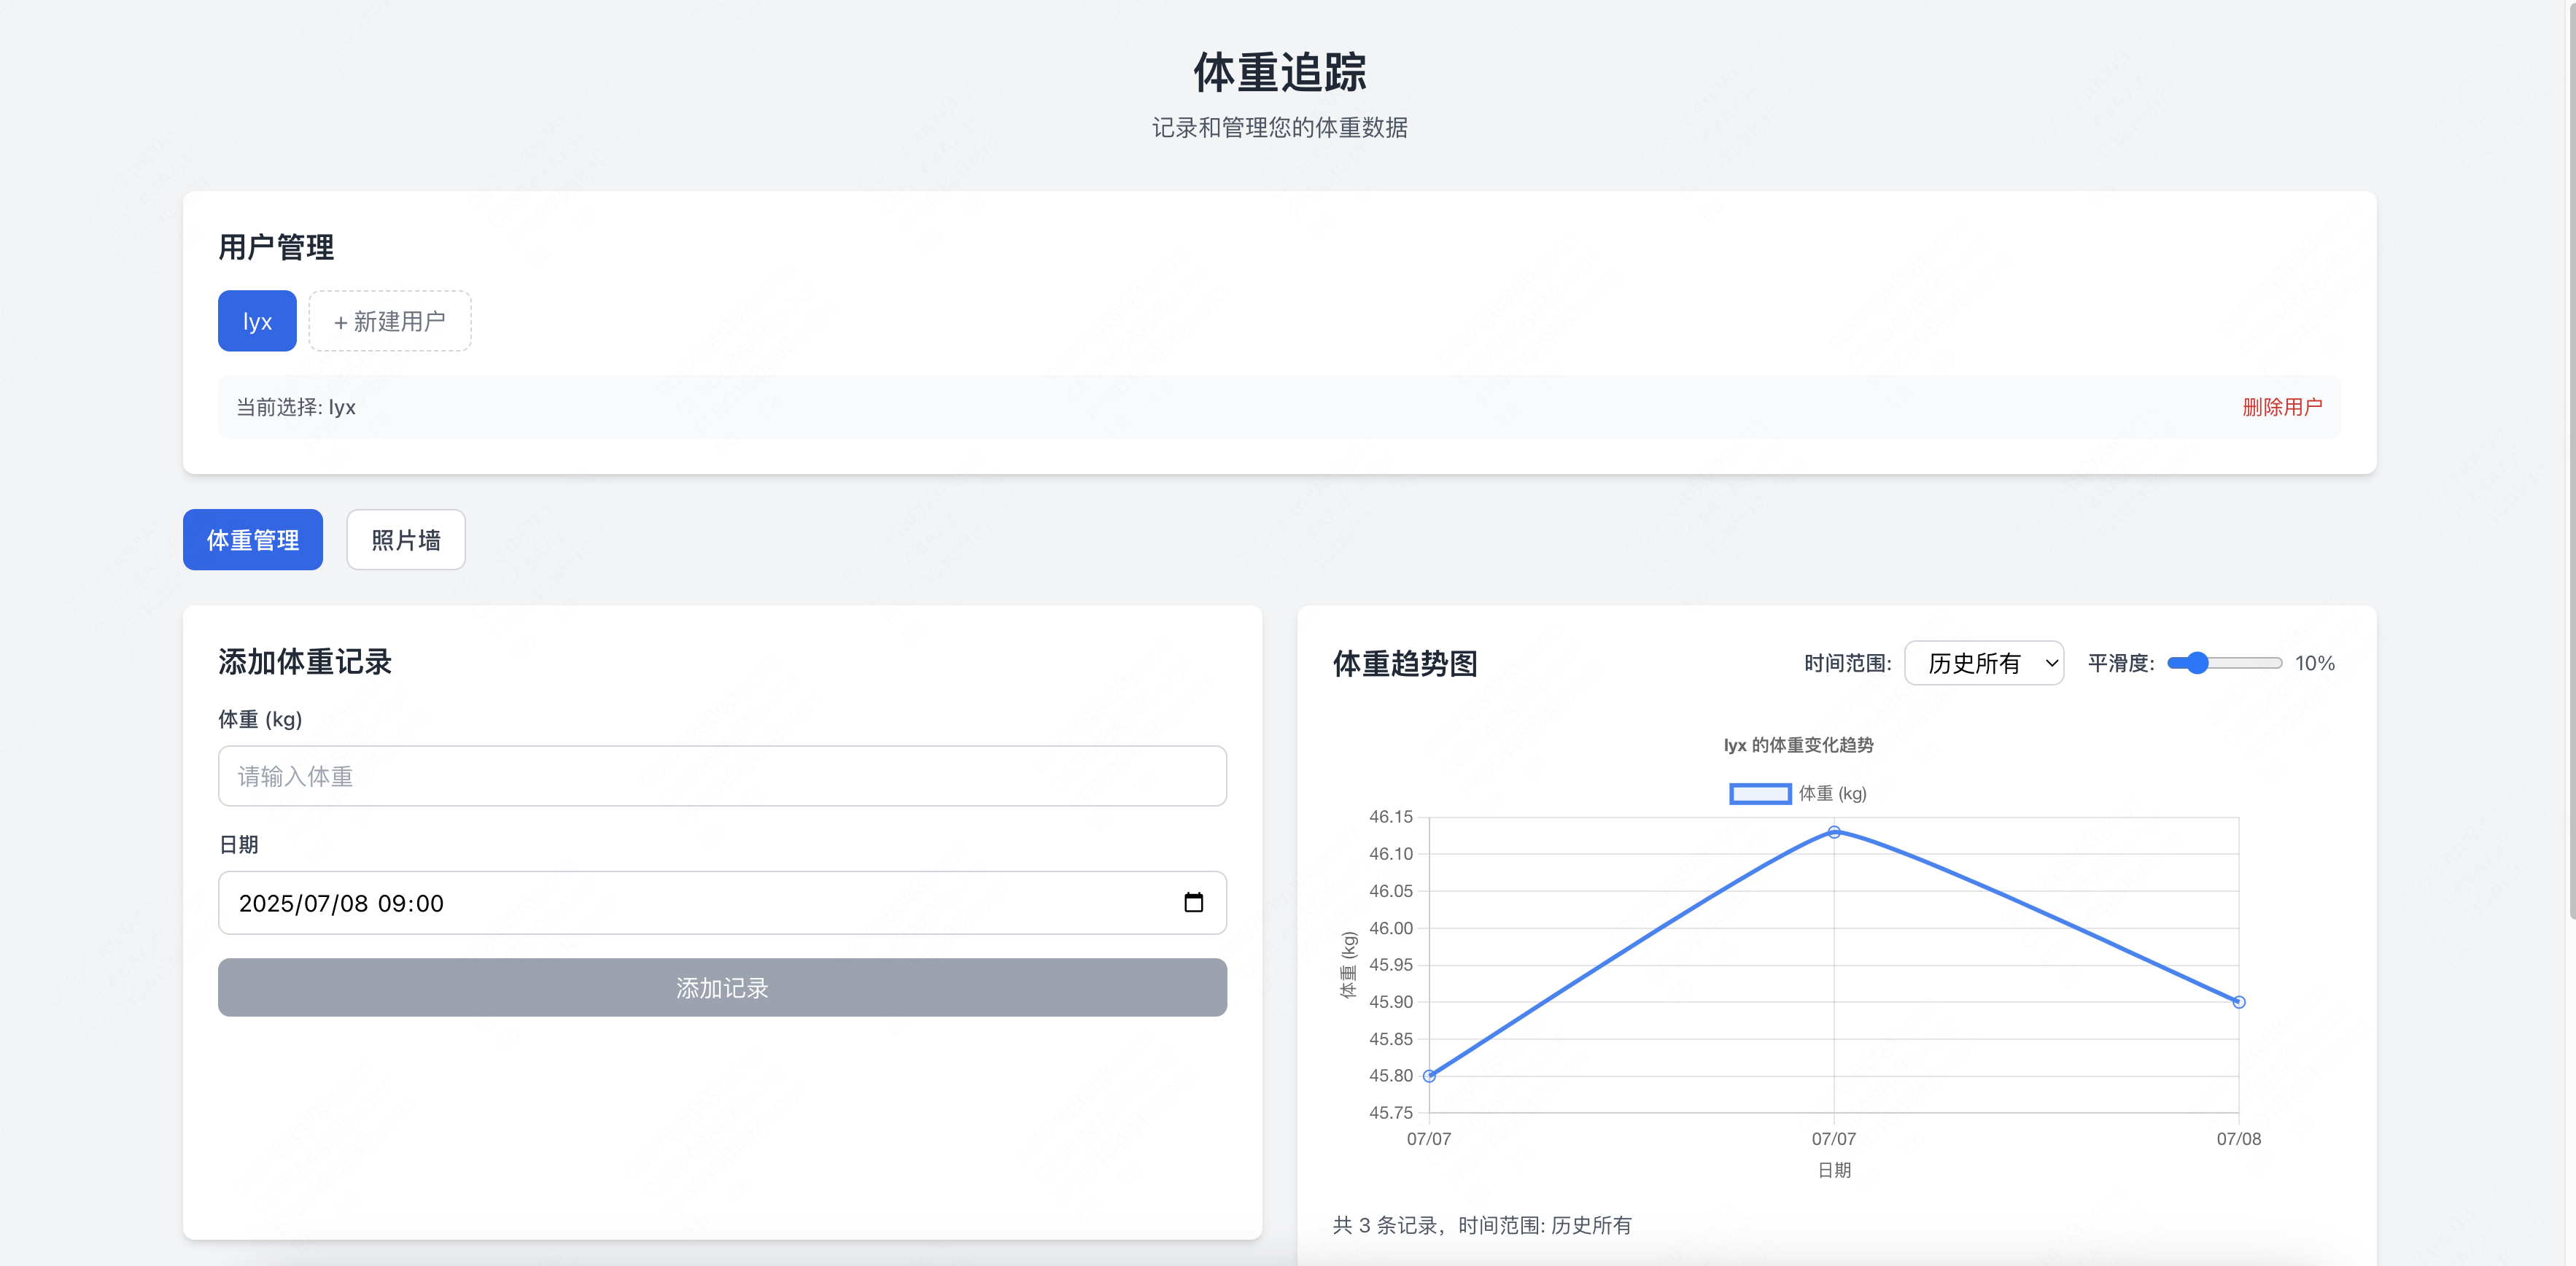 体重追踪
记录和管理您的体重数据
用户管理
lyx
+ 新建用户
当前选择: lyx
删除用户
体重管理
照片墙
添加体重记录
体重 (kg)
请输入体重
日期
2025/07/08 09:00
添加记录
体重趋势图
时间范围:
历史所有
平滑度:
10%
lyx 的体重变化趋势
体重 (kg)
46.15
46.10
46.05
46.00
45.95
45.90
45.85
45.80
45.75
体重 (kg)
07/07
07/07
07/08
日期
共 3 条记录，时间范围: 历史所有